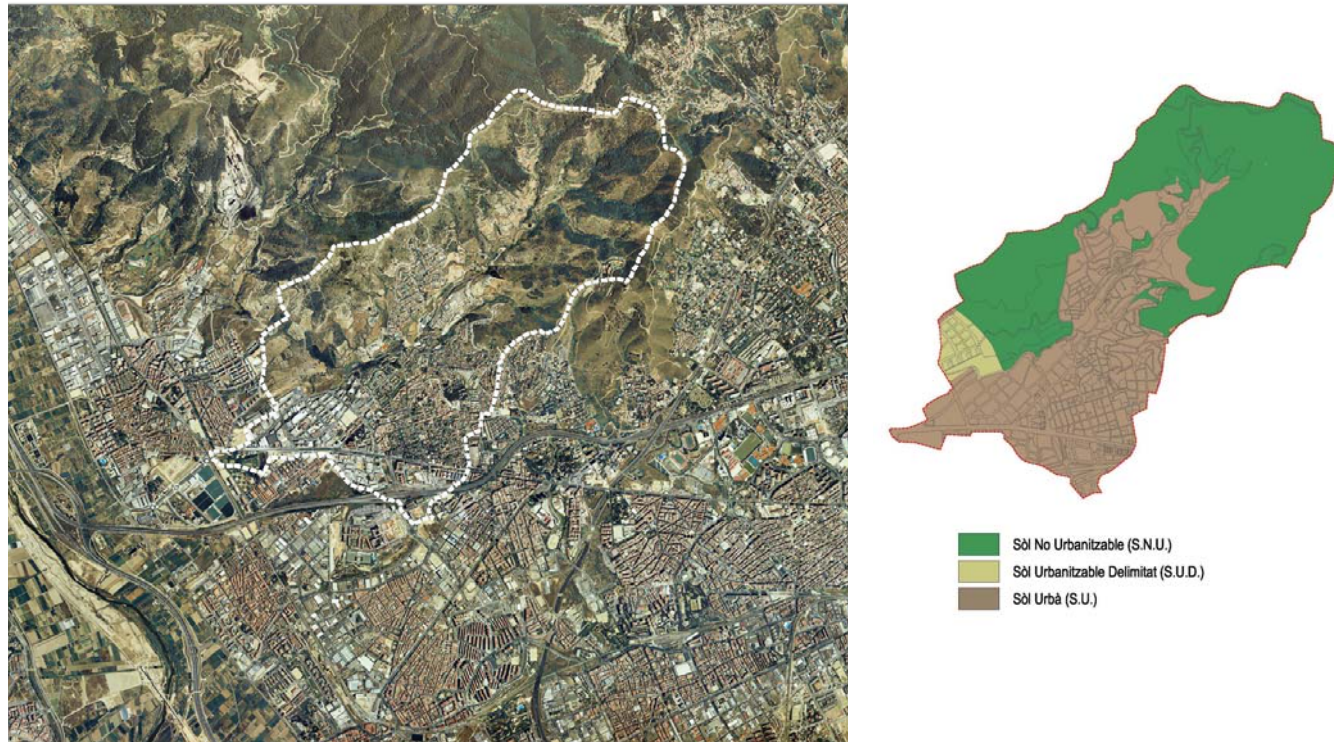 Sòl No Urbanitzable (S.N.U.)
Sòl Urbanitzable Delimitat (S.U.D.)
Sòl Urbà (S.U.)